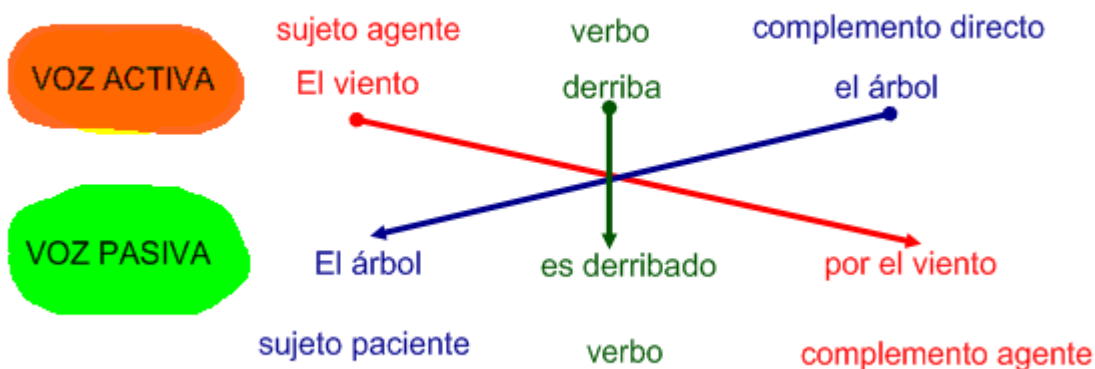 sujeto agente verbo complemento directo
VOZ ACTIVA El viento derriba el árbol
VOZ PASIVA El árbol es derribado por el viento
sujeto paciente verbo complemento agente